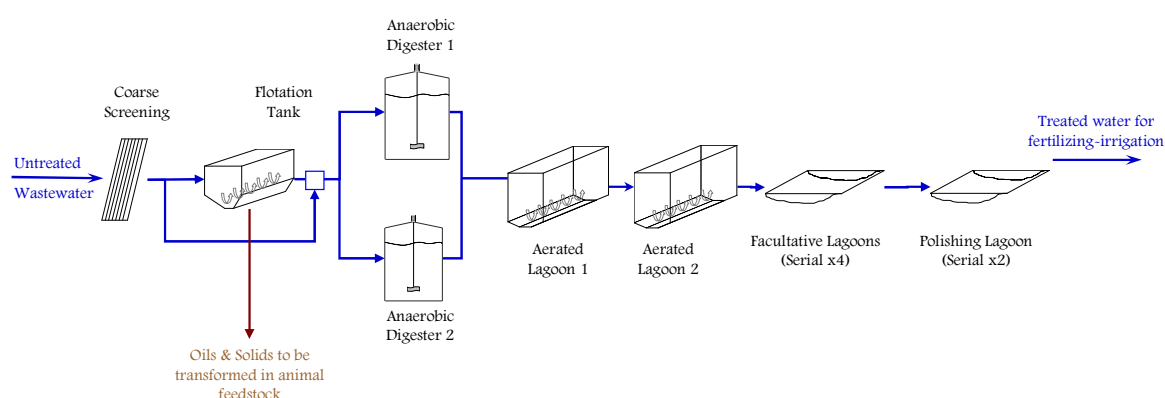 Anaerobic
Digester 1
Coarse
Screening
Flotation
Tank
Untreated
Wastewater
Treated water for
fertilizing-irrigation
Aerated
Lagoon 1
Aerated
Lagoon 2
Facultative Lagoons
(Serial x4)
Polishing Lagoon
(Serial x2)
Anaerobic
Digester 2
Oils & Solids to be
transformed in animal
feedstock